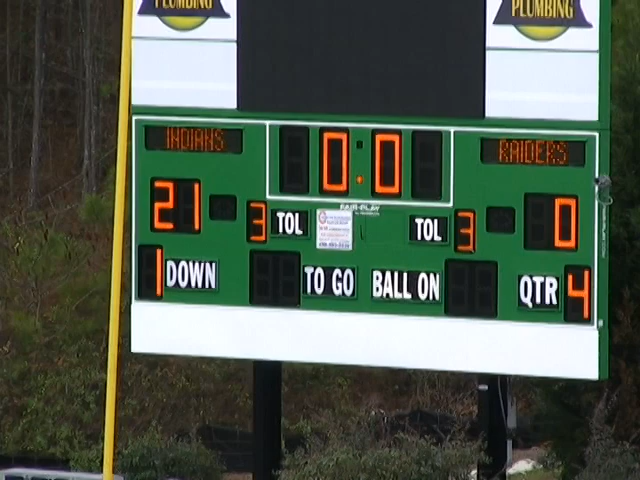 PLUMBING PLUMBING
INDIANS RAIDERS
0.0
21 0
3 TOL FAIR-PLAY TOL 3
1 DOWN TO GO BALL ON QTR 4